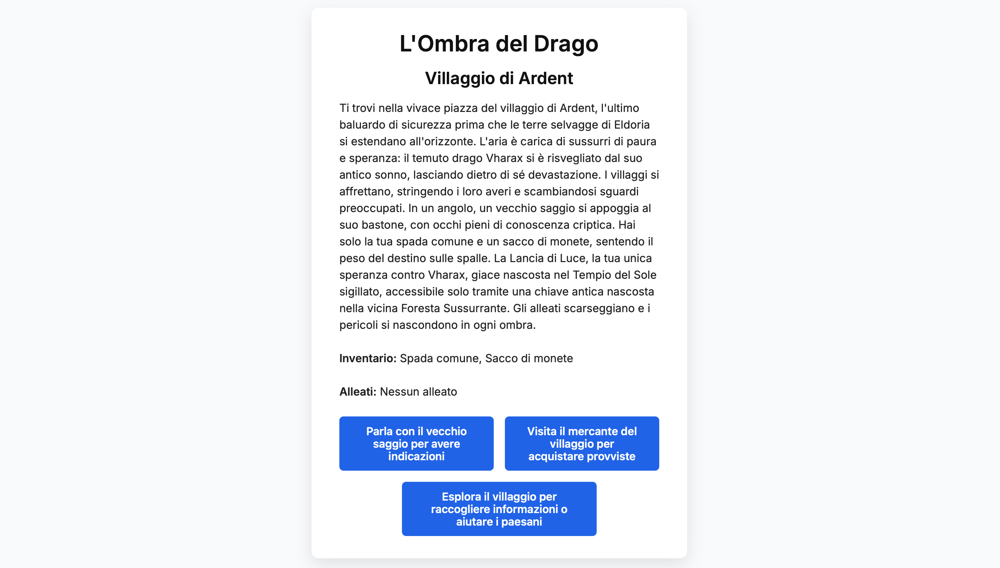 L'Ombra del Drago
Villaggio di Ardent
Ti trovi nella vivace piazza del villaggio di Ardent, l'ultimo
baluardo di sicurezza prima che le terre selvagge di Eldoria
si estendano all'orizzonte. L'aria è carica di sussurri di paura
e speranza: il temuto drago Vharax si è risvegliato dal suo
antico sonno, lasciando dietro di sé devastazione. I villaggi si
affrettano, stringendo i loro averi e scambiandosi sguardi
preoccupati. In un angolo, un vecchio saggio si appoggia al
suo bastone, con occhi pieni di conoscenza criptica. Hai
solo la tua spada comune e un sacco di monete, sentendo il
peso del destino sulle spalle. La Lancia di Luce, la tua unica
speranza contro Vharax, giace nascosta nel Tempio del Sole
sigillato, accessibile solo tramite una chiave antica nascosta
nella vicina Foresta Sussurrante. Gli alleati scarseggiano e i
pericoli si nascondono in ogni ombra.
Inventario: Spada comune, Sacco di monete
Alleati: Nessun alleato
Parla con il vecchio
saggio per avere
indicazioni
Visita il mercante del
villaggio per
acquistare provviste
Esplora il villaggio per
raccogliere informazioni o
aiutare i paesani